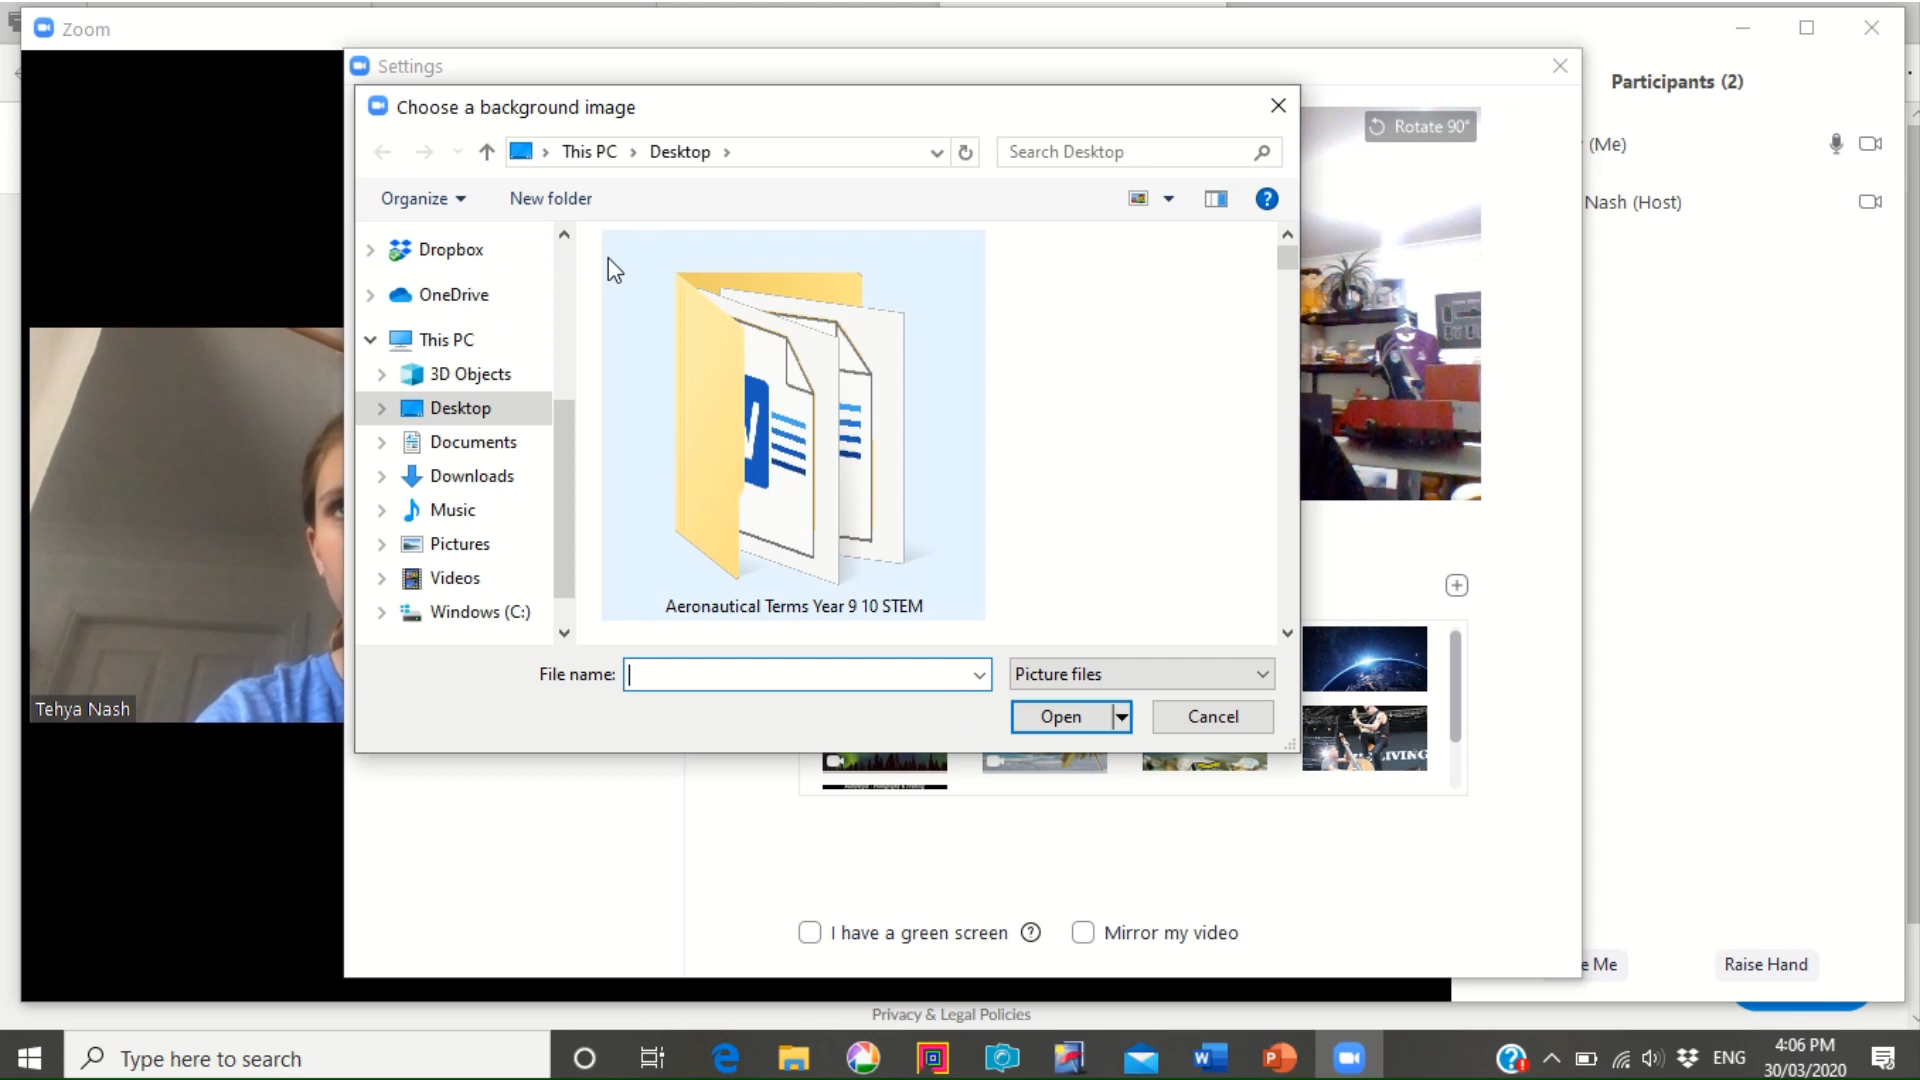 Zoom
Settings
Choose a background image
This PC
Desktop
Search Desktop
Organize
New folder
Dropbox
OneDrive
This PC
3D Objects
Desktop
Documents
Downloads
Music
Pictures
Videos
Windows (C:)
Aeronautical Terms Year 9 10 STEM
File name:
Picture files
Open
Cancel
Rotate 90°
Participants (2)
(Me)
Nash (Host)
Tehya Nash
IVING
I have a green screen
Mirror my video
e Me
Raise Hand
Privacy & Legal Policies
Type here to search
ENG
4:06 PM
30/03/2020